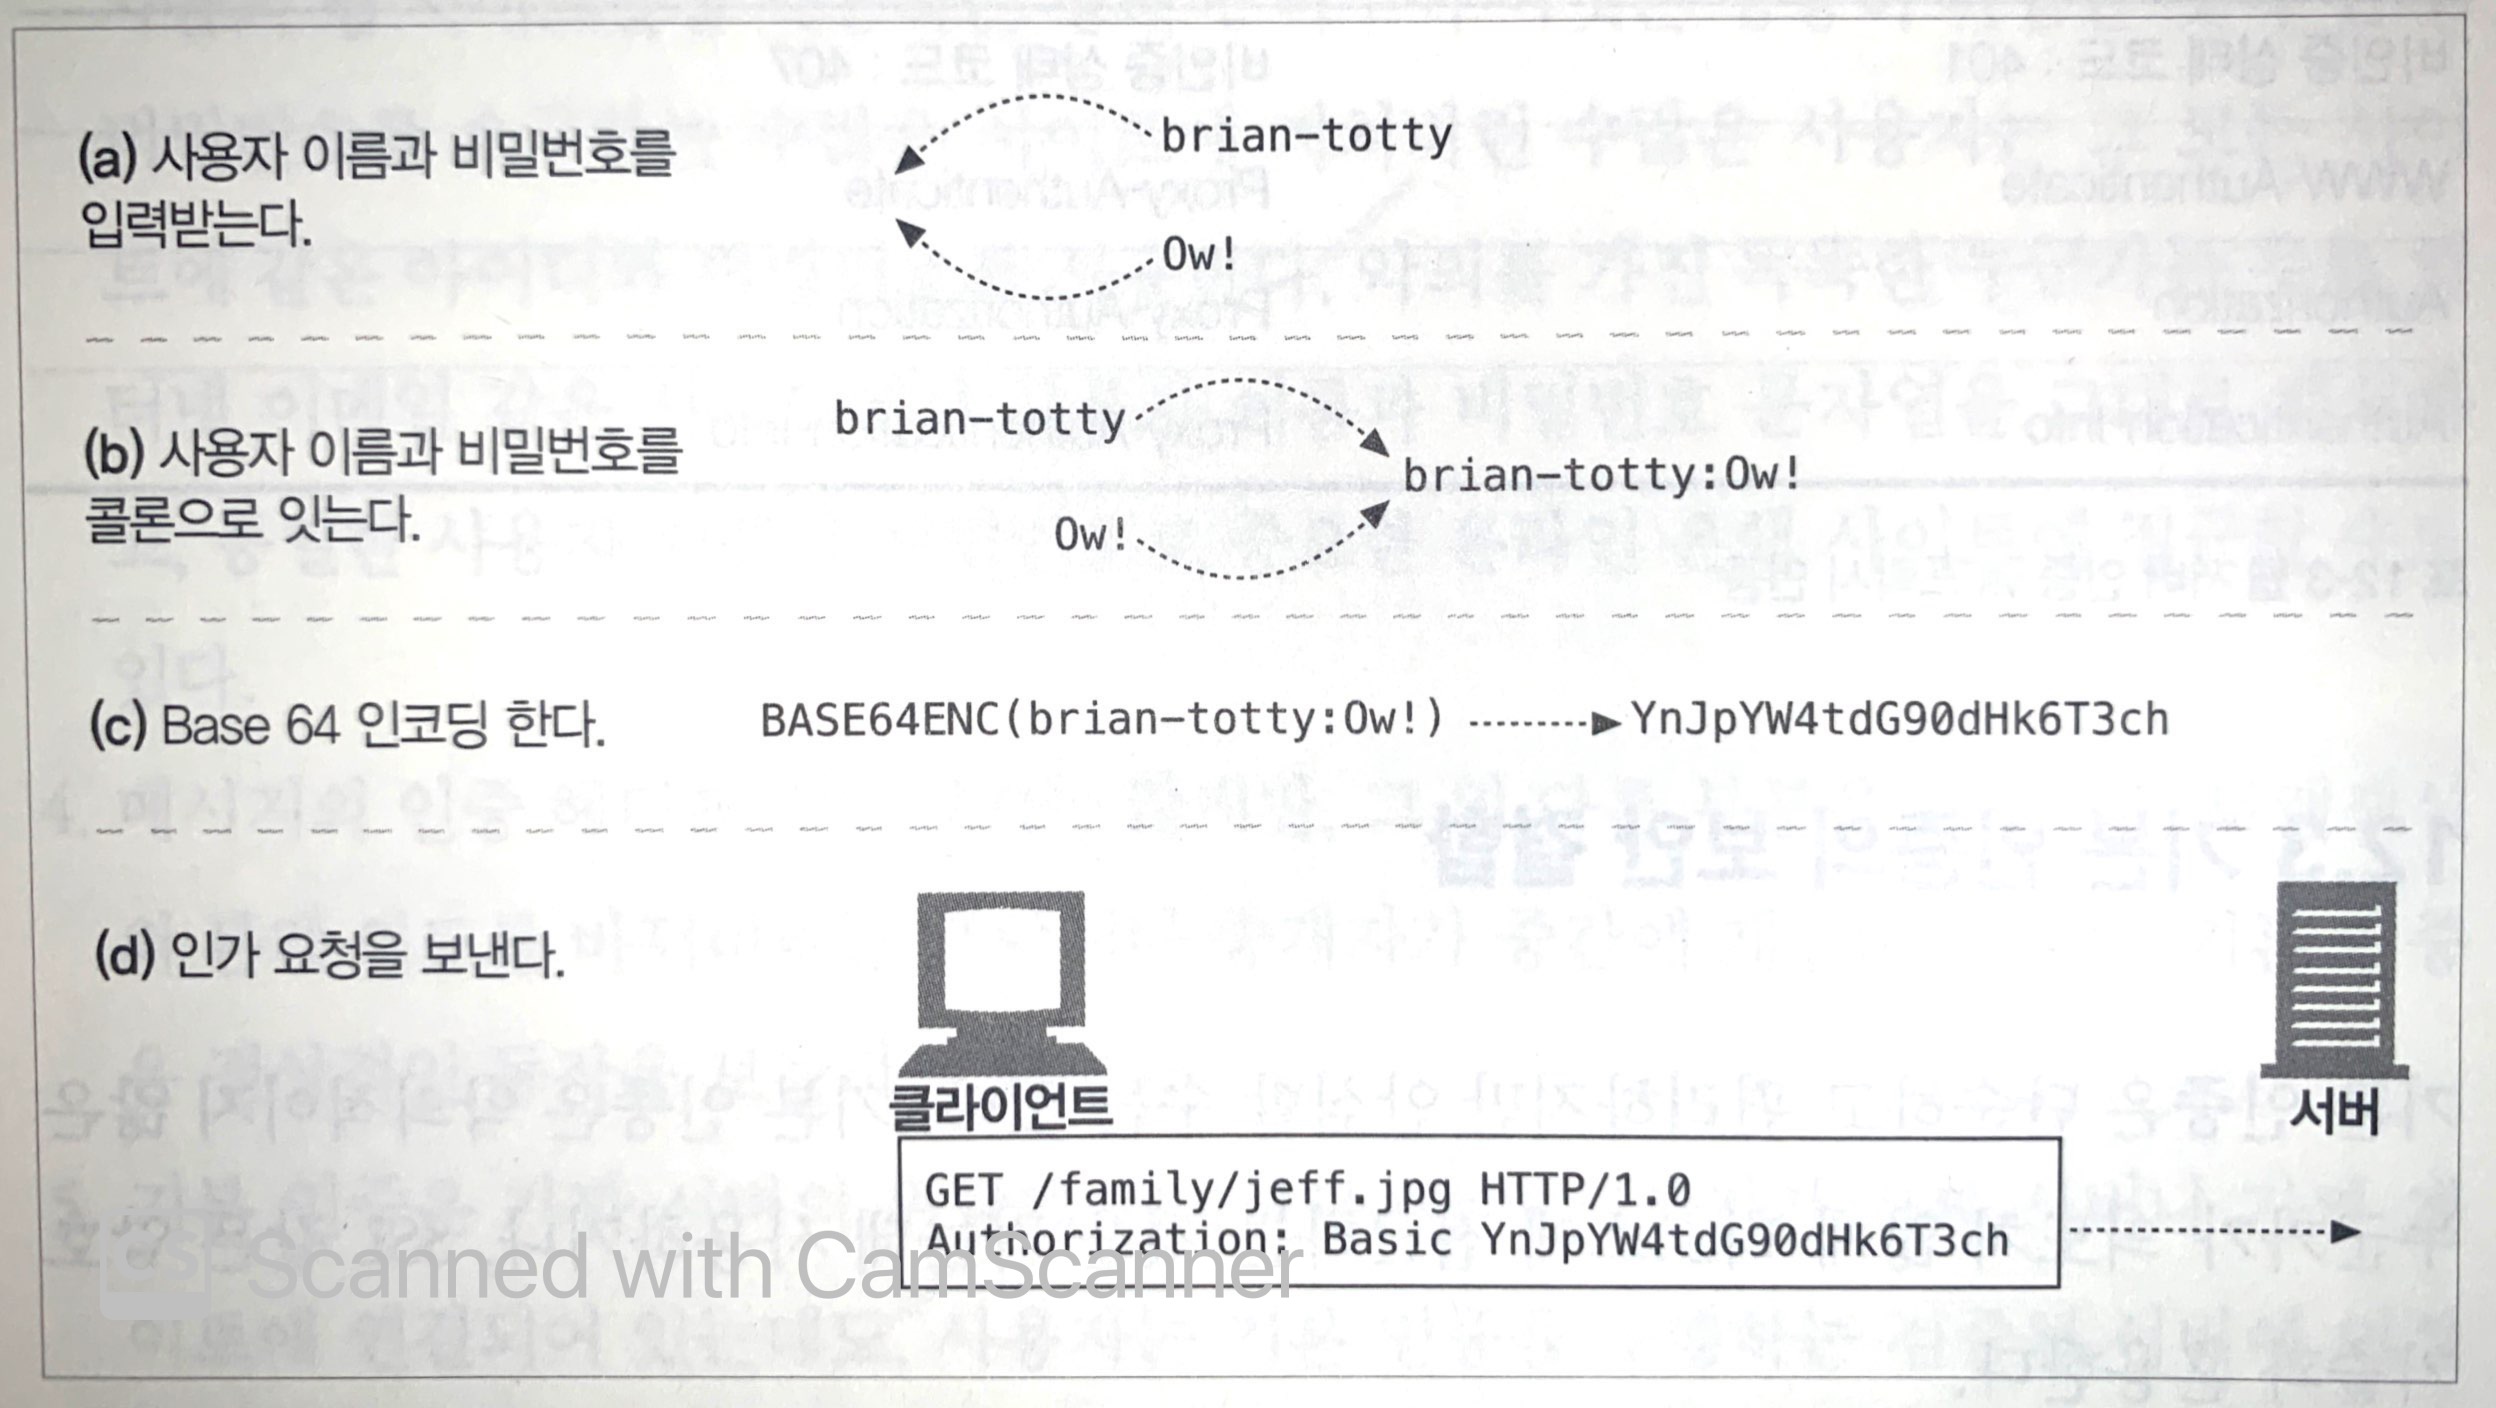 (a) 사용자 이름과 비밀번호를
입력받는다.
brian-totty
Ow!
(b) 사용자 이름과 비밀번호를
콜론으로 잇는다.
brian-totty
Ow!
brian-totty:Ow!
(c) Base 64 인코딩 한다.
BASE64ENC(brian-totty:Ow!)
YnJpYW4tdG90dHk6T3ch
(d) 인가 요청을 보낸다.
클라이언트
서버
GET /family/jeff.jpg HTTP/1.0
Authorization: Basic YnJpYW4tdG90dHk6T3ch
CS Scanned with CamScanner